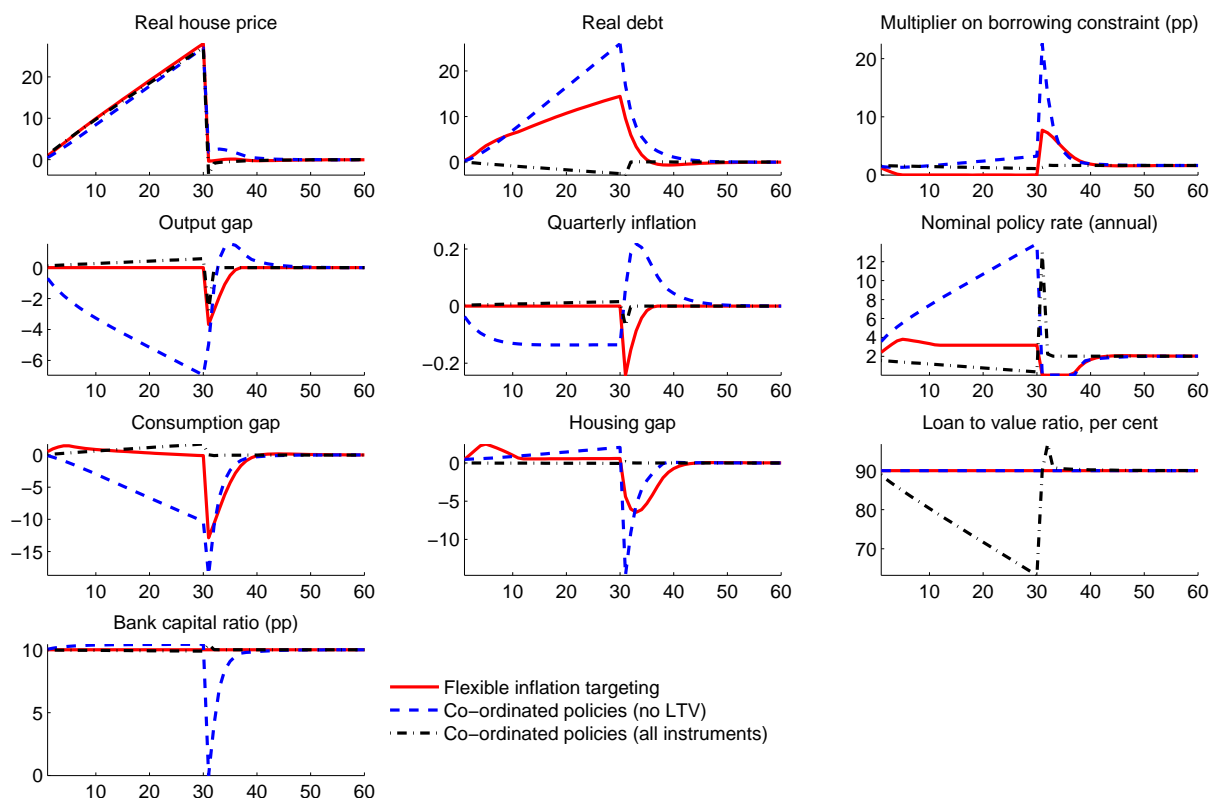 Real house price
Real debt
Multiplier on borrowing constraint (pp)
20
10
0
10 20 30 40 50 60
20
10
0
10 20 30 40 50 60
20
10
0
10 20 30 40 50 60
Output gap
Quarterly inflation
Nominal policy rate (annual)
0
−2
−4
−6
10 20 30 40 50 60
0.2
0
−0.2
10 20 30 40 50 60
12
10
8
6
4
2
10 20 30 40 50 60
Consumption gap
Housing gap
Loan to value ratio, per cent
0
−5
−10
−15
10 20 30 40 50 60
0
−5
−10
10 20 30 40 50 60
90
80
70
10 20 30 40 50 60
Bank capital ratio (pp)
10
5
0
10 20 30 40 50 60
Flexible inflation targeting
Co−ordinated policies (no LTV)
Co−ordinated policies (all instruments)